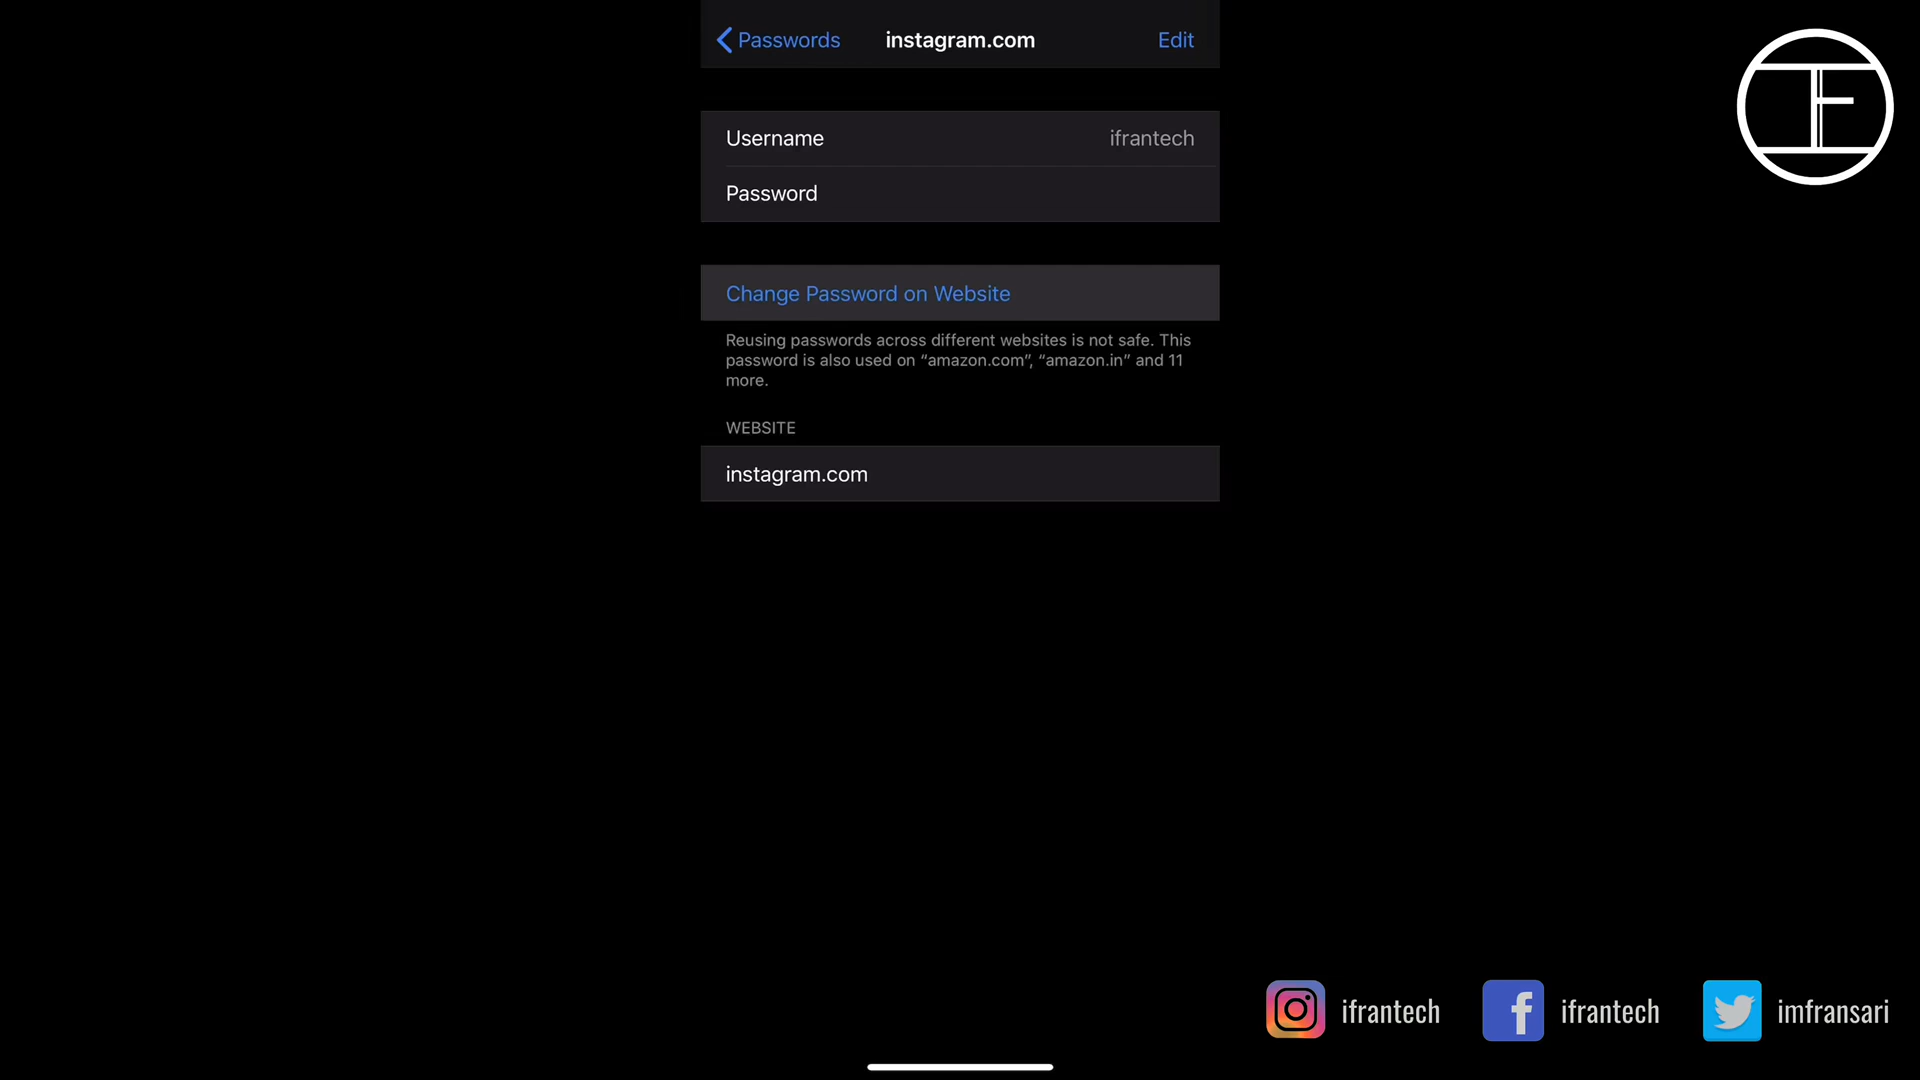 Passwords
instagram.com
Edit
Username
ifrantech
Password
Change Password on Website
Reusing passwords across different websites is not safe. This
password is also used on “amazon.com”, “amazon.in” and 11
more.
WEBSITE
instagram.com
ifrantech
ifrantech
imfransari